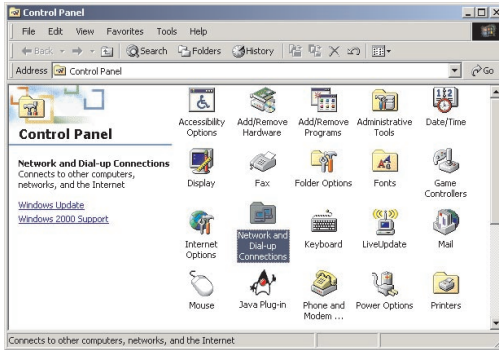 Control Panel
File Edit View Favorites Tools Help
Back Search Folders History
Address Control Panel Go
Control Panel
Network and Dial-up Connections
Connects to other computers,
networks, and the Internet
Windows Update
Windows 2000 Support
Accessibility
Options
Add/Remove
Hardware
Add/Remove
Programs
Administrative
Tools
Date/Time
Display
Fax
Folder Options
Fonts
Game
Controllers
Internet
Options
Network and
Dial-up
Connections
Keyboard
LiveUpdate
Mail
Mouse
Java Plug-in
Phone and
Modem ...
Power Options
Printers
Connects to other computers, networks, and the Internet